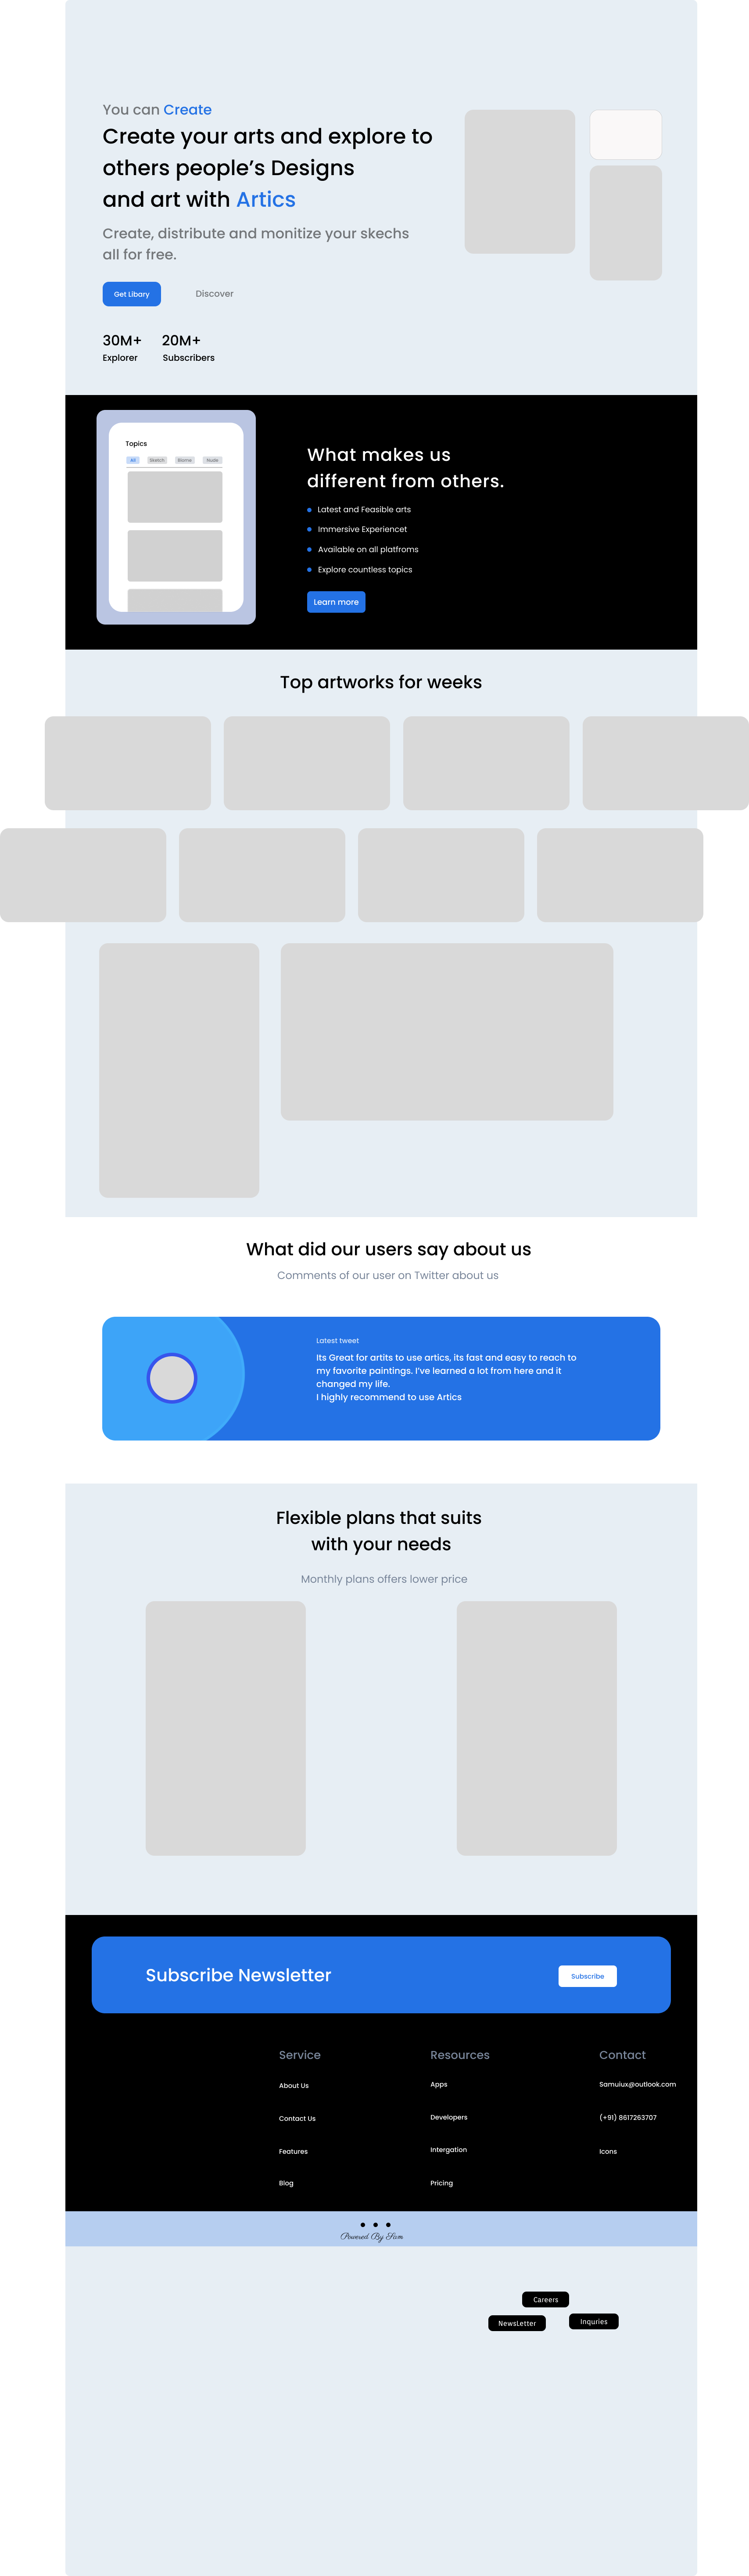 You can Create
Create your arts and explore to
others people’s Designs
and art with Artics
Create, distribute and monitize your skechs
all for free.
Get Libary
Discover
30M+
20M+
Explorer
Subscribers
Topics
All
Sketch
Blome
Node
What makes us
different from others.
Latest and Feasible arts
Immersive Experiencet
Available on all platfroms
Explore countless topics
Learn more
Top artworks for weeks
What did our users say about us
Comments of our user on Twitter about us
Latest tweet
Its Great for artits to use artics, its fast and easy to reach to
my favorite paintings. I’ve learned a lot from here and it
changed my life.
I highly recommend to use Artics
Flexible plans that suits
with your needs
Monthly plans offers lower price
Subscribe Newsletter
Subscribe
Service
About Us
Contact Us
Features
Blog
Resources
Apps
Developers
Intergation
Pricing
Contact
Samuiux@outlook.com
(+91) 8617263707
Icons
Powered By Sam
Careers
NewsLetter
Inquries